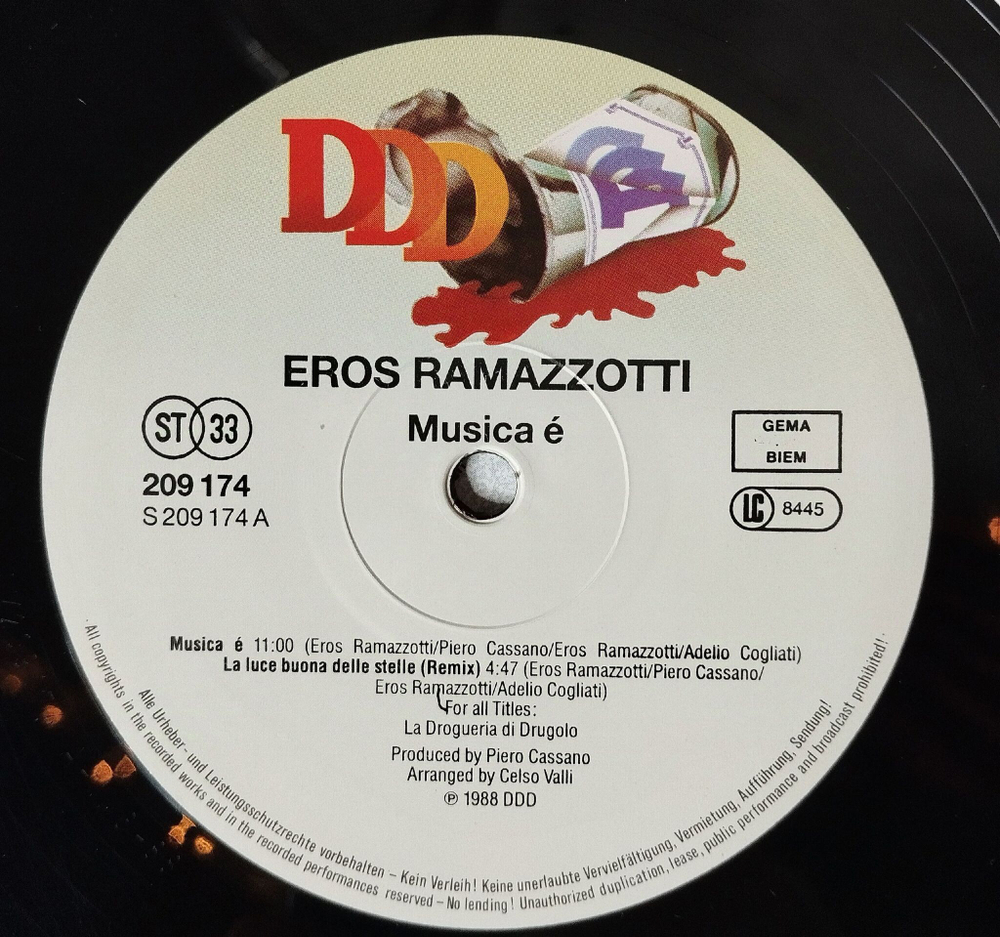 DDD
EROS RAMAZZOTTI
Musica é
ST 33
209 174
S 209 174 A
GEMA
BIEM
LC 8445
Musica é 11:00 (Eros Ramazzotti/Piero Cassano/Eros Ramazzotti/Adelio Cogliati)
La luce buona delle stelle (Remix) 4:47 (Eros Ramazzotti/Piero Cassano/
Eros Ramazzotti/Adelio Cogliati)
For all Titles:
La Drogueria di Drugolo
Produced by Piero Cassano
Arranged by Celso Valli
℗ 1988 DDD
Alle Urheber- und Leistungsschutzrechte vorbehalten – Kein Verleih! Keine unerlaubte Vervielfältigung, Vermietung, Aufführung, Sendung!
· All copyrights in the recorded works and in the recorded performances reserved – No lending! Unauthorized duplication, lease, public performance and broadcast prohibited! ·